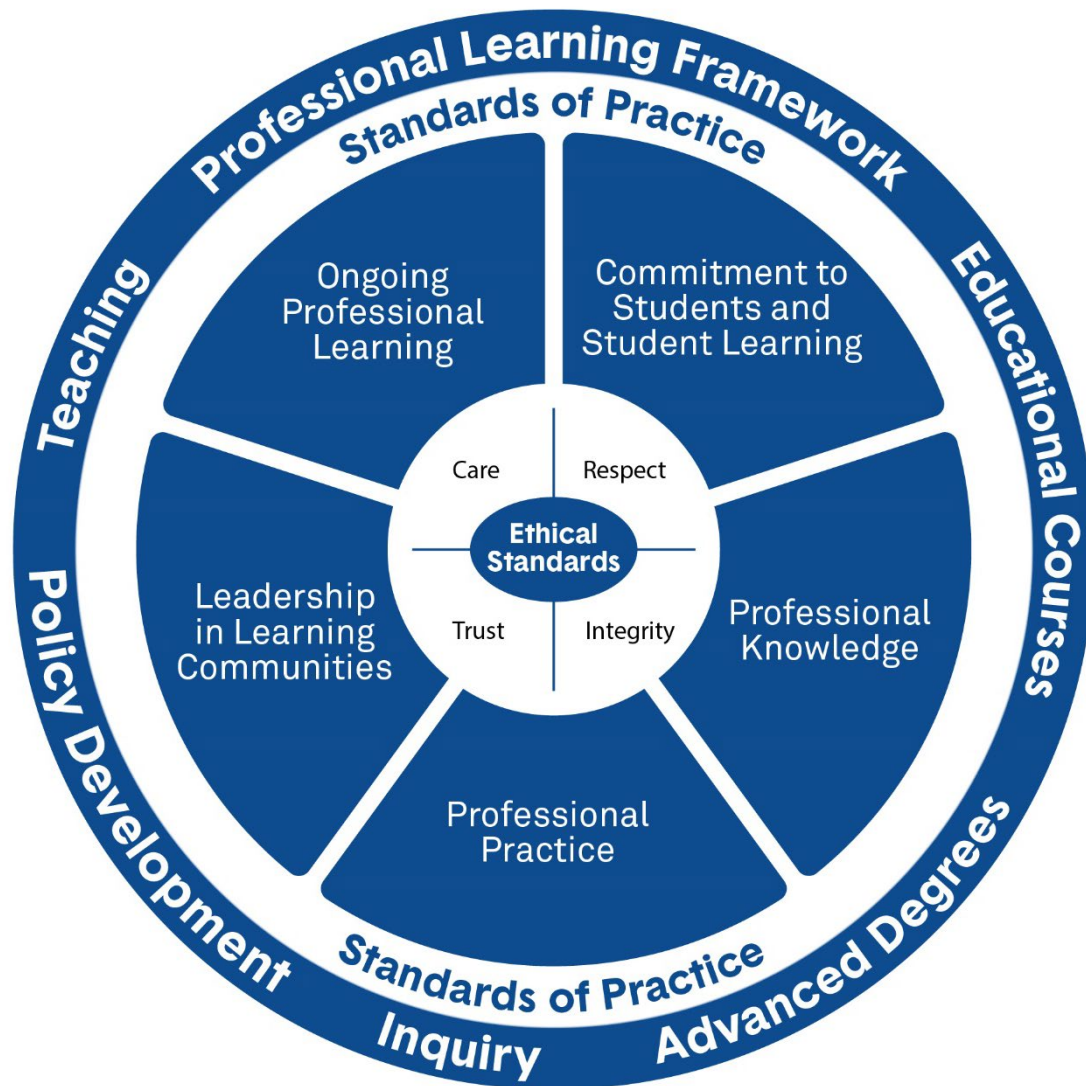 Professional Learning Framework
Educational Courses
Advanced Degrees
Inquiry
Policy Development
Teaching
Standards of Practice
Commitment to
Students and
Student Learning
Professional
Knowledge
Professional
Practice
Leadership
in Learning
Communities
Ongoing
Professional
Learning
Standards of Practice
Care
Respect
Ethical
Standards
Trust
Integrity